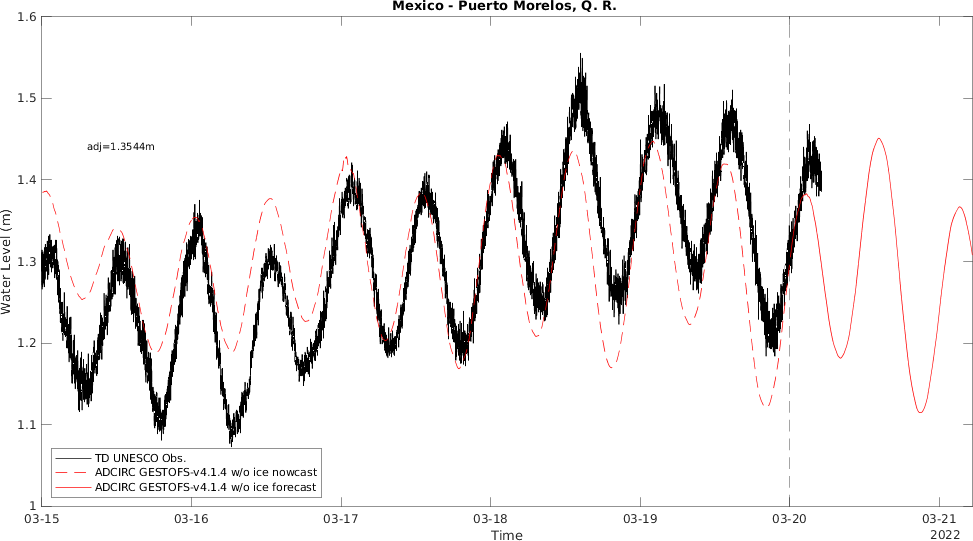 Mexico - Puerto Morelos, Q. R.
1.6
1.5
1.4
1.3
1.2
1.1
1
Water Level (m)
adj=1.3544m
TD UNESCO Obs.
ADCIRC GESTOFS-v4.1.4 w/o ice nowcast
ADCIRC GESTOFS-v4.1.4 w/o ice forecast
03-15 03-16 03-17 03-18 03-19 03-20 03-21
Time
2022